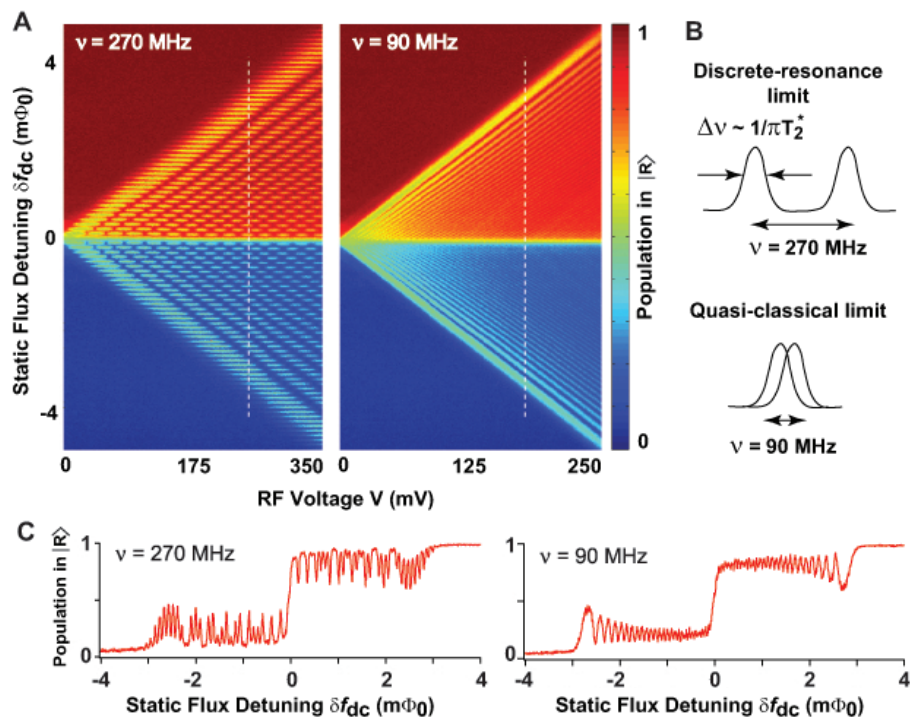 A
ν = 270 MHz
ν = 90 MHz
Static Flux Detuning δf_dc (mΦ0)
4
0
-4
0
175
350
0
125
250
RF Voltage V (mV)
1
0
Population in |R⟩
B
Discrete-resonance
limit
Δν ~ 1/πT2*
ν = 270 MHz
Quasi-classical limit
ν = 90 MHz
C
Population in |R⟩
1
0
ν = 270 MHz
-4
-2
0
2
4
Static Flux Detuning δf_dc (mΦ0)
1
0
ν = 90 MHz
-4
-2
0
2
4
Static Flux Detuning δf_dc (mΦ0)